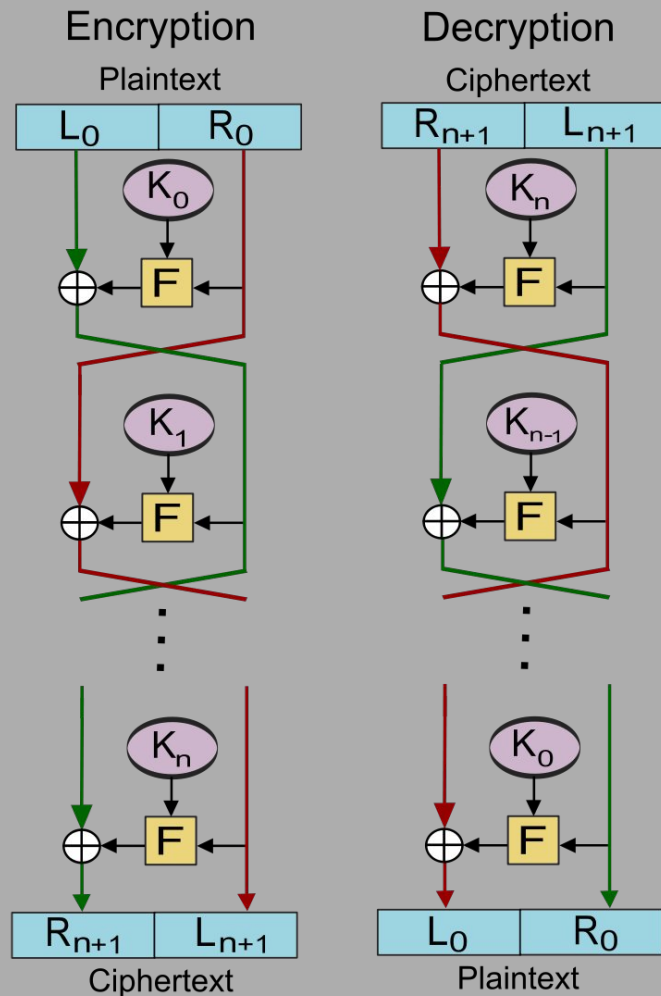 Encryption
Plaintext
L₀ R₀
K₀
F
K₁
F
Kₙ
F
Rₙ₊₁ Lₙ₊₁
Ciphertext
Decryption
Ciphertext
Rₙ₊₁ Lₙ₊₁
Kₙ
F
Kₙ₋₁
F
K₀
F
L₀ R₀
Plaintext